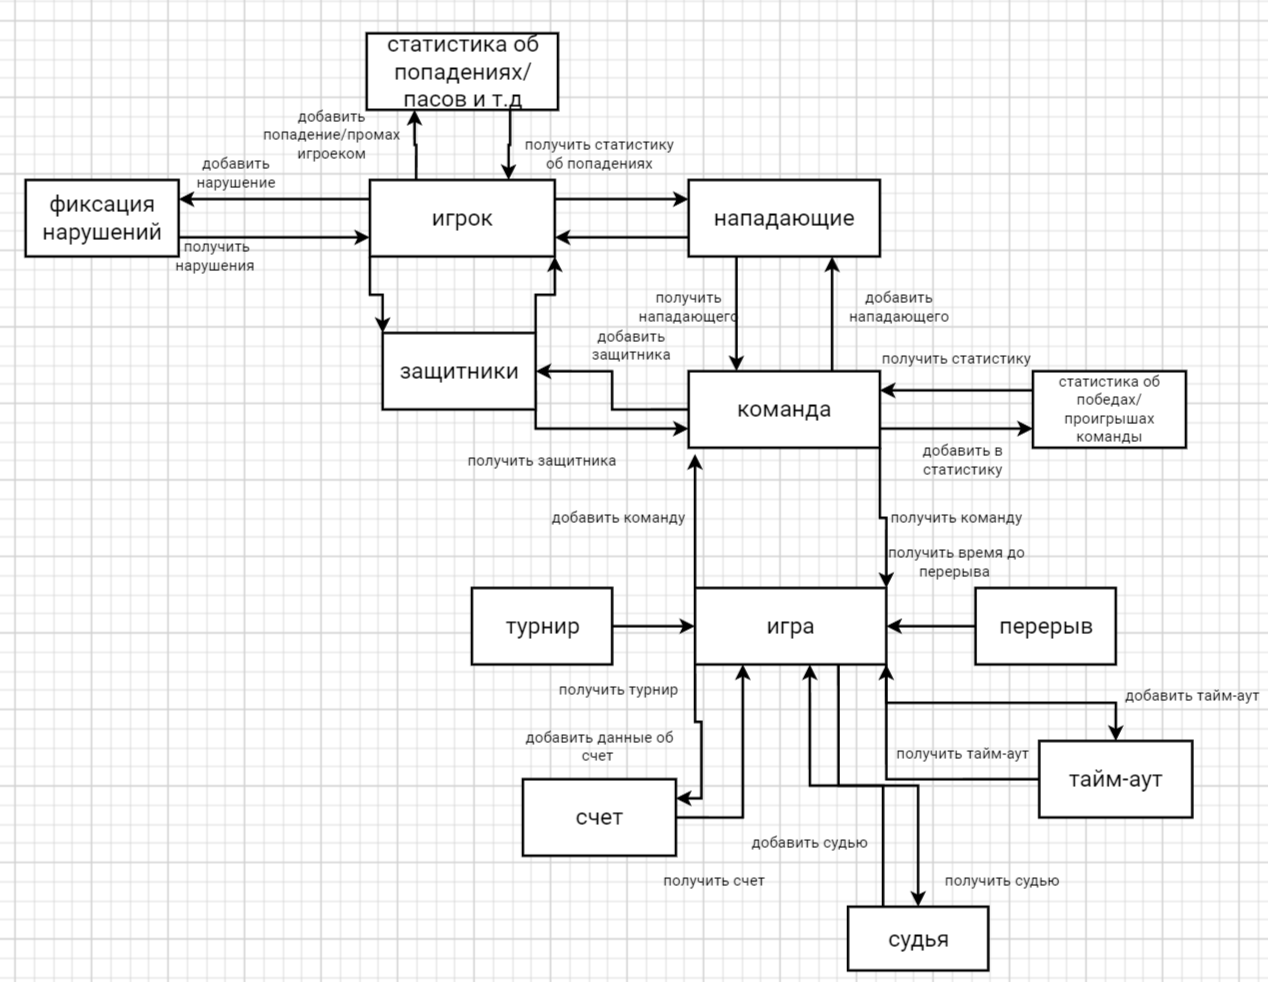 статистика об
попадениях/
пасов и т.д
добавить
попадение/промах
игроеком
получить статистику
об попадениях
добавить
нарушение
фиксация
нарушений
игрок
нападающие
получить
нарушения
получить
нападающего
добавить
нападающего
добавить
защитника
защитники
команда
получить статистику
статистика об
победах/
проигрышах
команды
получить защитника
добавить в
статистику
добавить команду
получить команду
получить время до
перерыва
турнир
игра
перерыв
получить турнир
добавить тайм-аут
добавить данные об
счет
получить тайм-аут
тайм-аут
счет
добавить судью
получить счет
получить судью
судья